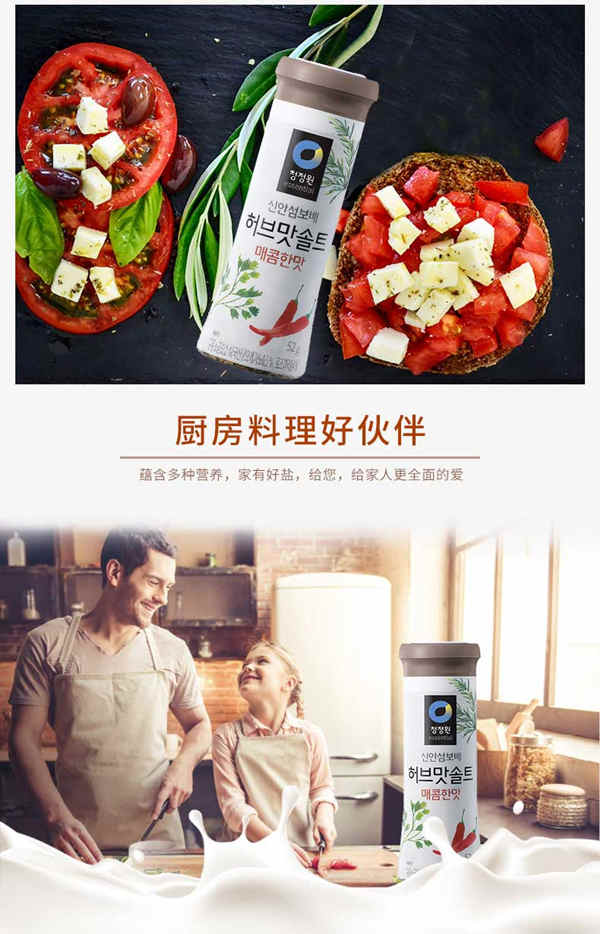 청정원
신안섬보배
허브맛솔트
매콤한맛
52 g
厨房料理好伙伴
蕴含多种营养，家有好盐，给您，给家人更全面的爱
청정원
신안섬보배
허브맛솔트
매콤한맛